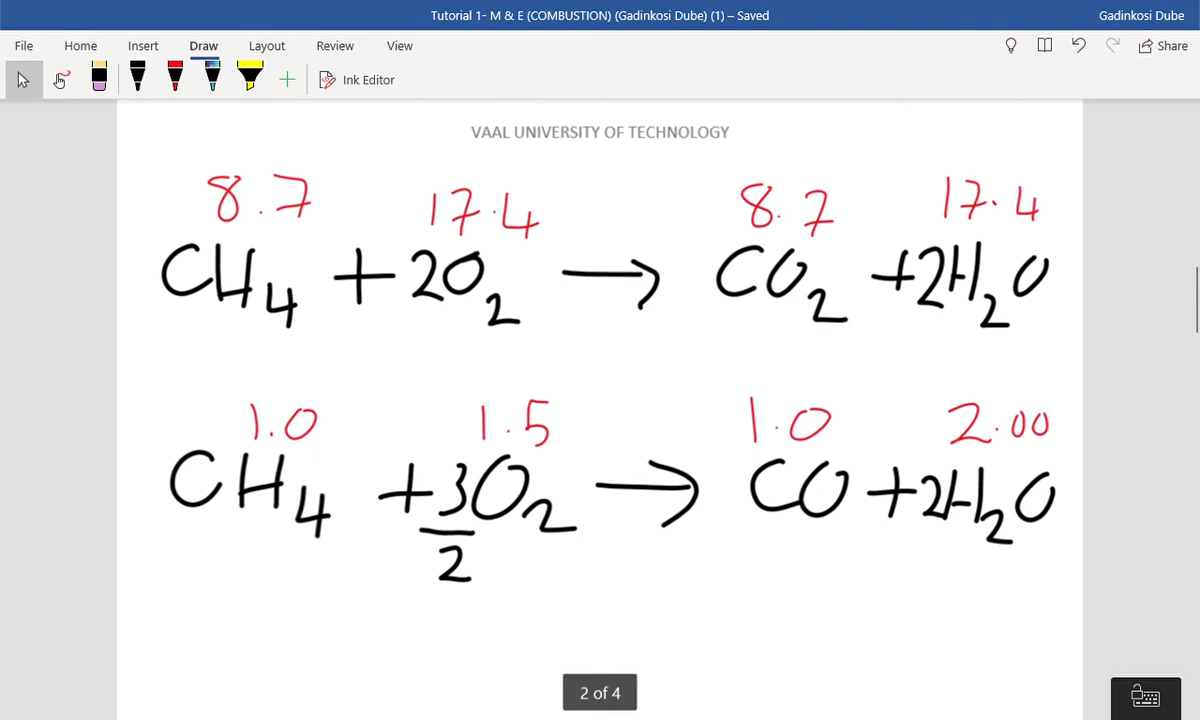 Tutorial 1- M & E (COMBUSTION) (Gadinkosi Dube) (1) – Saved Gadinkosi Dube
File Home Insert Draw Layout Review View Share
Ink Editor
VAAL UNIVERSITY OF TECHNOLOGY
8.7 17.4 8.7 17.4
CH₄ + 2O₂ → CO₂ + 2H₂O
1.0 1.5 1.0 2.00
CH₄ + 3/2 O₂ → CO + 2H₂O
2 of 4